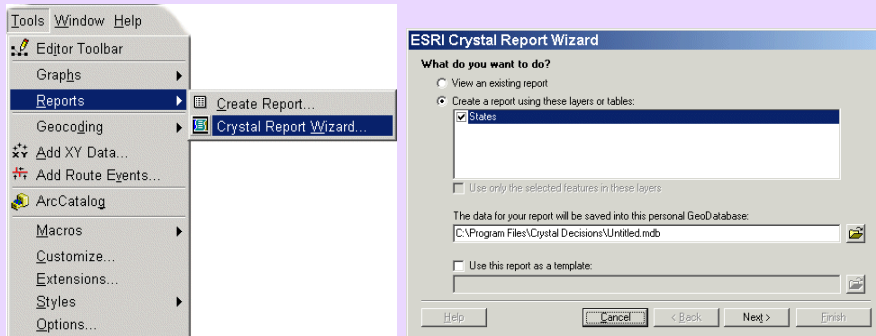 Tools Window Help
Editor Toolbar
Graphs
Reports
Geocoding
Add XY Data...
Add Route Events...
ArcCatalog
Macros
Customize...
Extensions...
Styles
Options...
Create Report...
Crystal Report Wizard...
ESRI Crystal Report Wizard
What do you want to do?
View an existing report
Create a report using these layers or tables:
States
Use only the selected features in these layers
The data for your report will be saved into this personal GeoDatabase:
C:\Program Files\Crystal Decisions\Untitled.mdb
Use this report as a template:
Help Cancel < Back Next > Finish